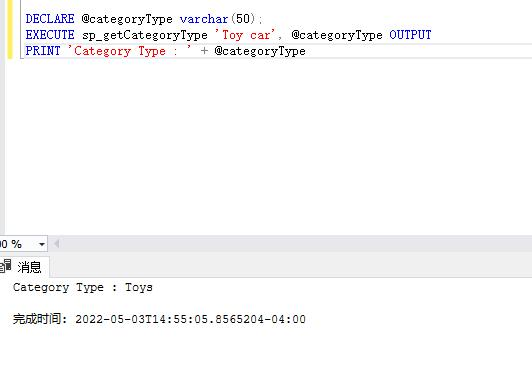 DECLARE @categoryType varchar(50);
EXECUTE sp_getCategoryType 'Toy car', @categoryType OUTPUT
PRINT 'Category Type : ' + @categoryType
消息
Category Type : Toys
完成时间: 2022-05-03T14:55:05.8565204-04:00